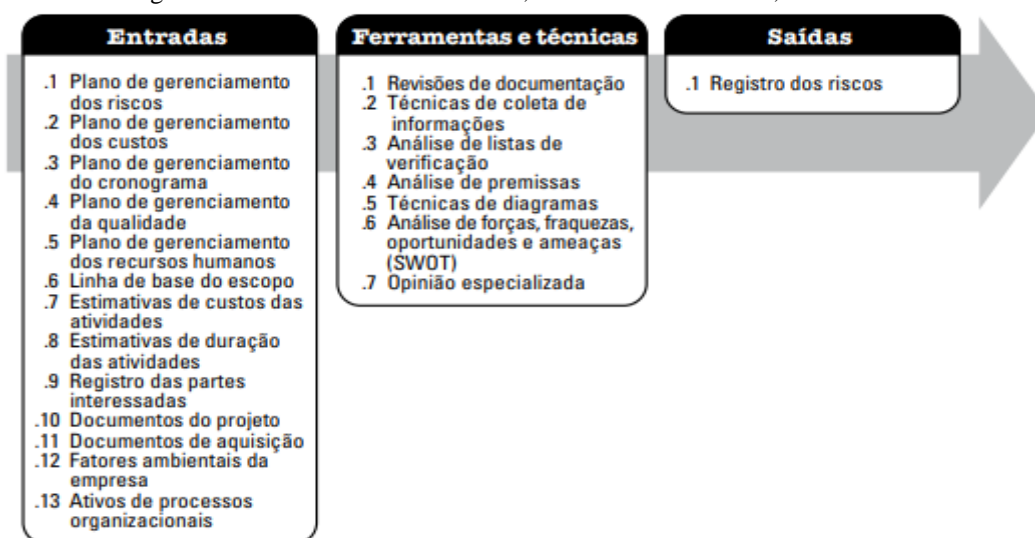 Entradas
.1 Plano de gerenciamento
dos riscos
.2 Plano de gerenciamento
dos custos
.3 Plano de gerenciamento
do cronograma
.4 Plano de gerenciamento
da qualidade
.5 Plano de gerenciamento
dos recursos humanos
.6 Linha de base do escopo
.7 Estimativas de custos das
atividades
.8 Estimativas de duração
das atividades
.9 Registro das partes
interessadas
.10 Documentos do projeto
.11 Documentos de aquisição
.12 Fatores ambientais da
empresa
.13 Ativos de processos
organizacionais
Ferramentas e técnicas
.1 Revisões de documentação
.2 Técnicas de coleta de
informações
.3 Análise de listas de
verificação
.4 Análise de premissas
.5 Técnicas de diagramas
.6 Análise de forças, fraquezas,
oportunidades e ameaças
(SWOT)
.7 Opinião especializada
Saídas
.1 Registro dos riscos